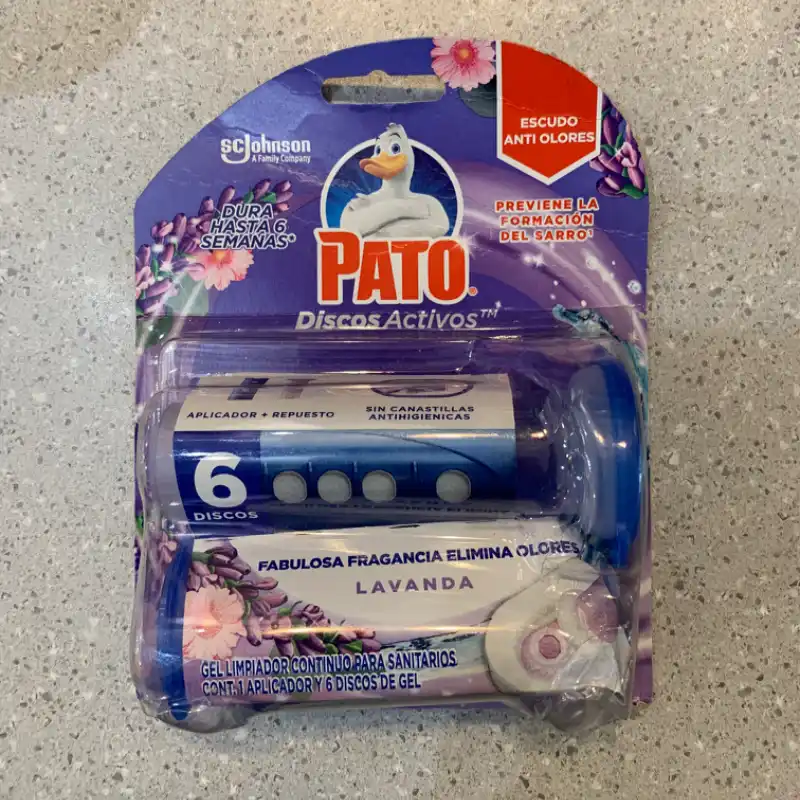 SC Johnson
A Family Company
ESCUDO
ANTI OLORES
DURA
HASTA 6
SEMANAS*
PREVIENE LA
FORMACIÓN
DEL SARRO¹
PATO®
Discos Activos™
APLICADOR + REPUESTO
SIN CANASTILLAS
ANTIHIGIENICAS
6
DISCOS
FABULOSA FRAGANCIA ELIMINA OLORES
LAVANDA
GEL LIMPIADOR CONTINUO PARA SANITARIOS
CONT. 1 APLICADOR Y 6 DISCOS DE GEL